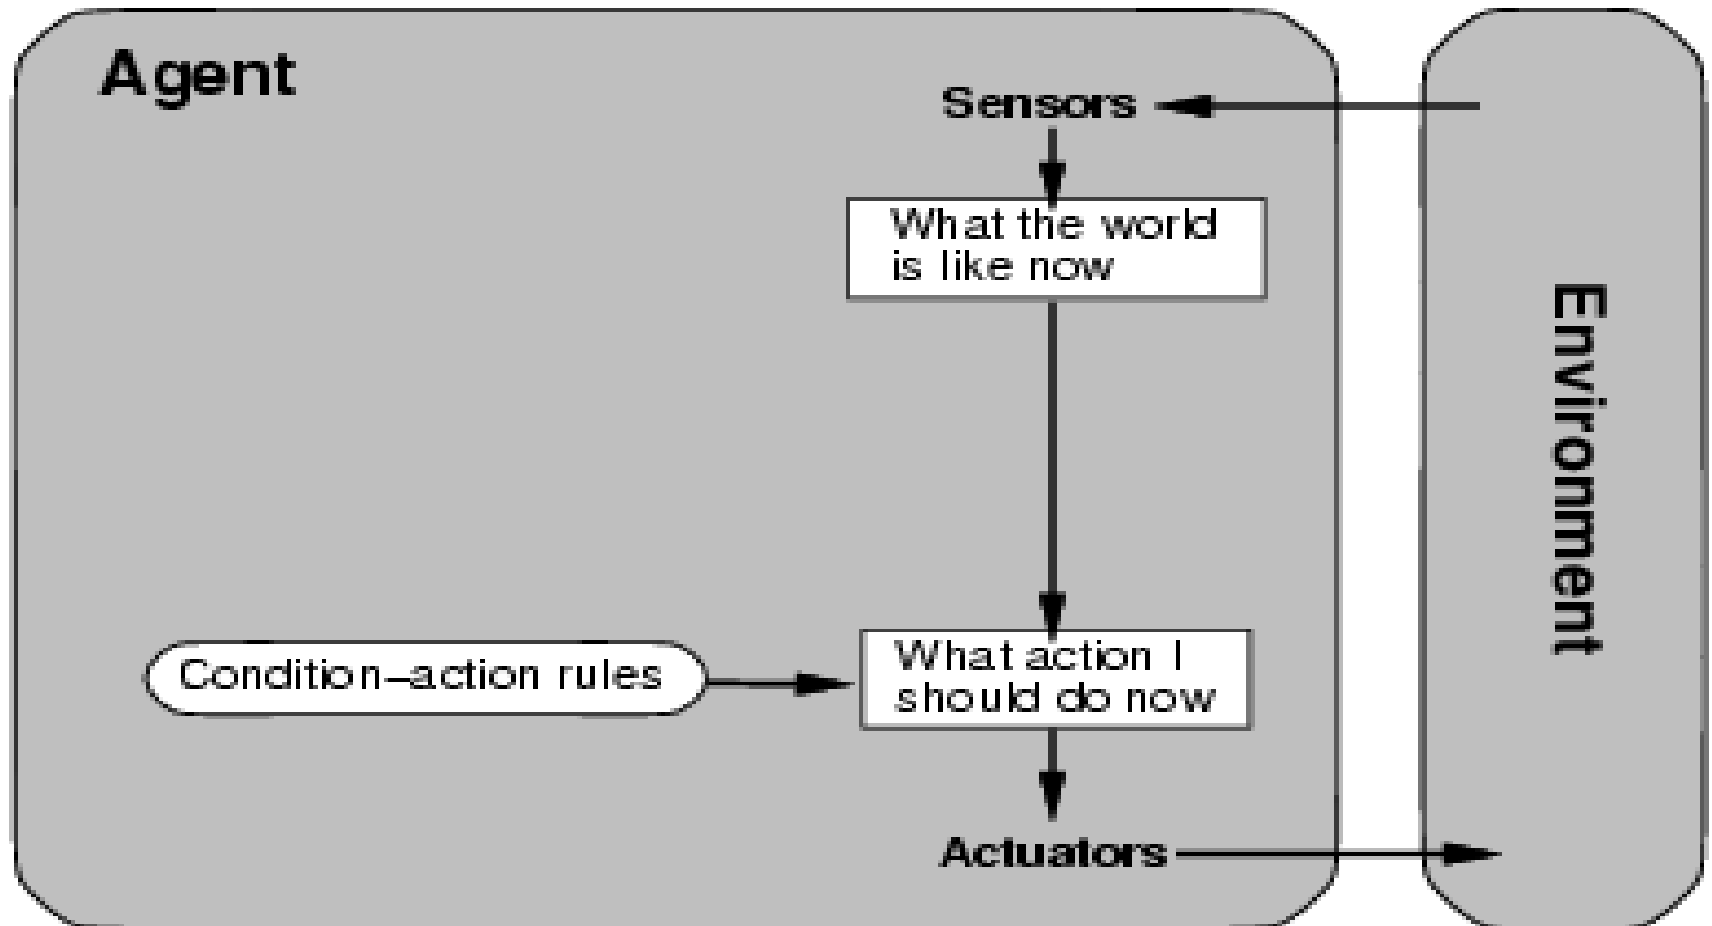 Agent
Sensors
What the world
is like now
Environment
Condition–action rules
What action I
should do now
Actuators